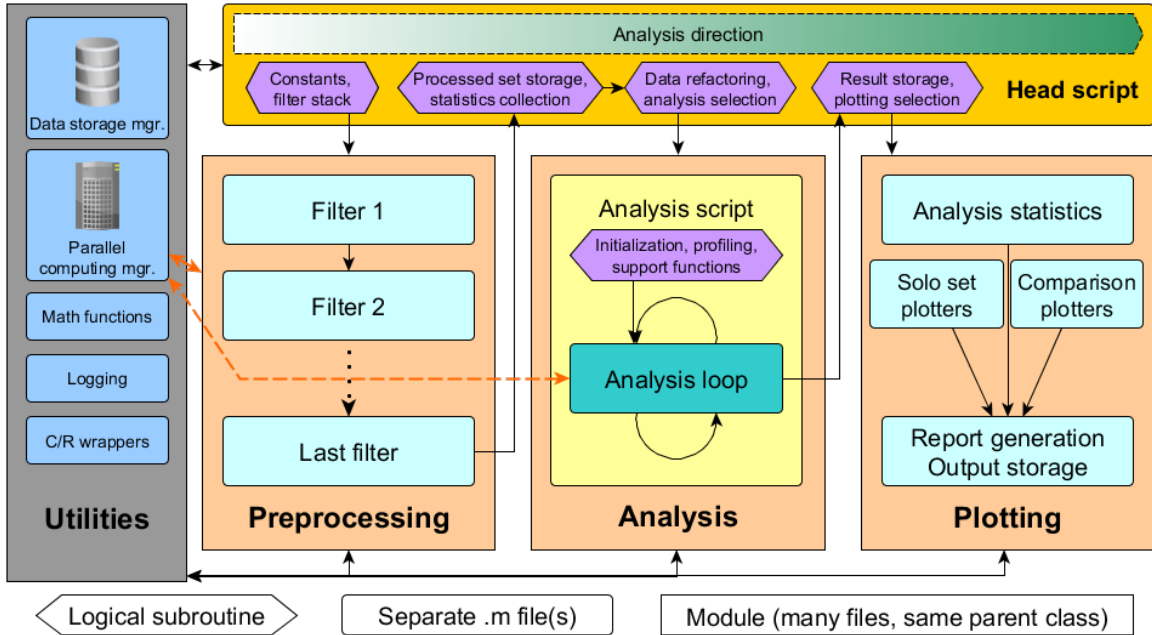 Analysis direction
Constants,
filter stack
Processed set storage,
statistics collection
Data refactoring,
analysis selection
Result storage,
plotting selection
Head script
Data storage mgr.
Parallel
computing mgr.
Math functions
Logging
C/R wrappers
Utilities
Filter 1
Filter 2
Last filter
Preprocessing
Analysis script
Initialization, profiling,
support functions
Analysis loop
Analysis
Analysis statistics
Solo set
plotters
Comparison
plotters
Report generation
Output storage
Plotting
Logical subroutine
Separate .m file(s)
Module (many files, same parent class)